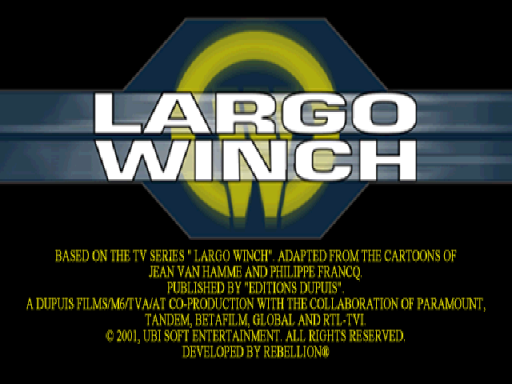 LARGO
WINCH
BASED ON THE TV SERIES " LARGO WINCH". ADAPTED FROM THE CARTOONS OF
JEAN VAN HAMME AND PHILIPPE FRANCQ.
PUBLISHED BY "EDITIONS DUPUIS".
A DUPUIS FILMS/M6/TVA/AT CO-PRODUCTION WITH THE COLLABORATION OF PARAMOUNT,
TANDEM, BETAFILM, GLOBAL AND RTL-TVI.
© 2001, UBI SOFT ENTERTAINMENT. ALL RIGHTS RESERVED.
DEVELOPED BY REBELLION®